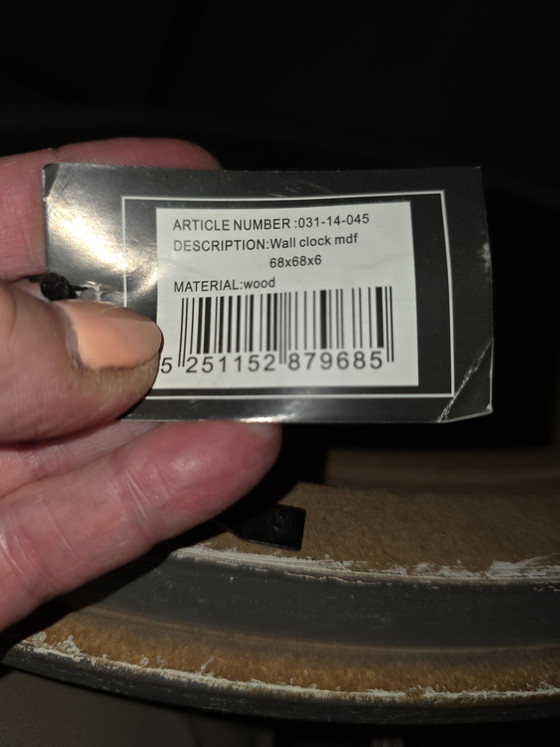 ARTICLE NUMBER :031-14-045
DESCRIPTION:Wall clock mdf
68x68x6
MATERIAL:wood
5 251152 879685